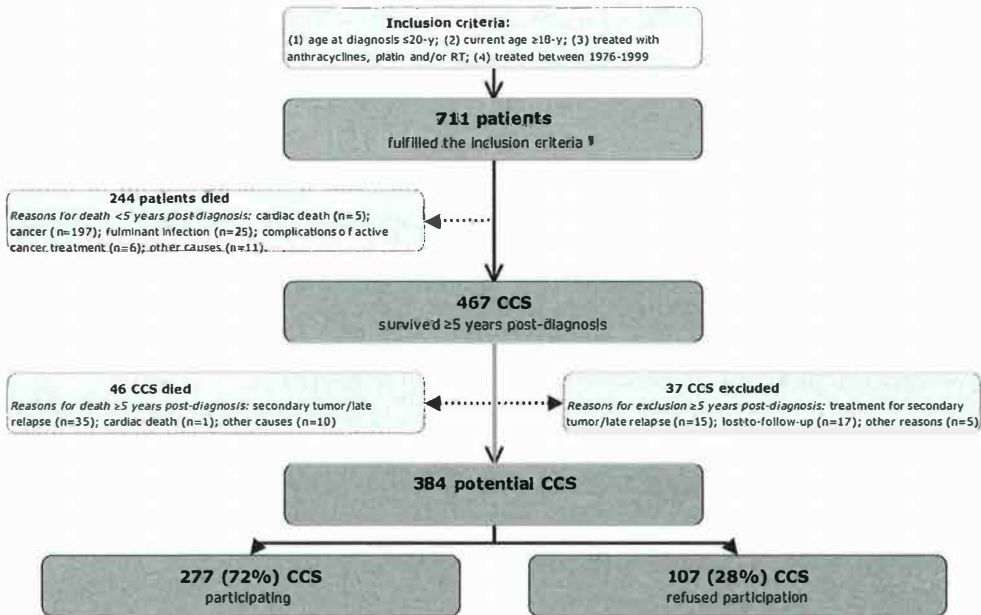 Inclusion criteria:
(1) age at diagnosis ≤20-y; (2) current age ≥18-y; (3) treated with
anthracyclines, platin and/or RT; (4) treated between 1976-1999
711 patients
fulfilled the inclusion criteria
244 patients died
Reasons for death <5 years post-diagnosis: cardiac death (n=5);
cancer (n=197); fulminant infection (n=25); complications of active
cancer treatment (n=6); other causes (n=11).
467 CCS
survived ≥5 years post-diagnosis
46 CCS died
Reasons for death ≥5 years post-diagnosis: secondary tumor/late
relapse (n=35); cardiac death (n=1); other causes (n=10)
37 CCS excluded
Reasons for exclusion ≥5 years post-diagnosis: treatment for secondary
tumor/late relapse (n=15); lost-to-follow-up (n=17); other reasons (n=5)
384 potential CCS
277 (72%) CCS
participating
107 (28%) CCS
refused participation